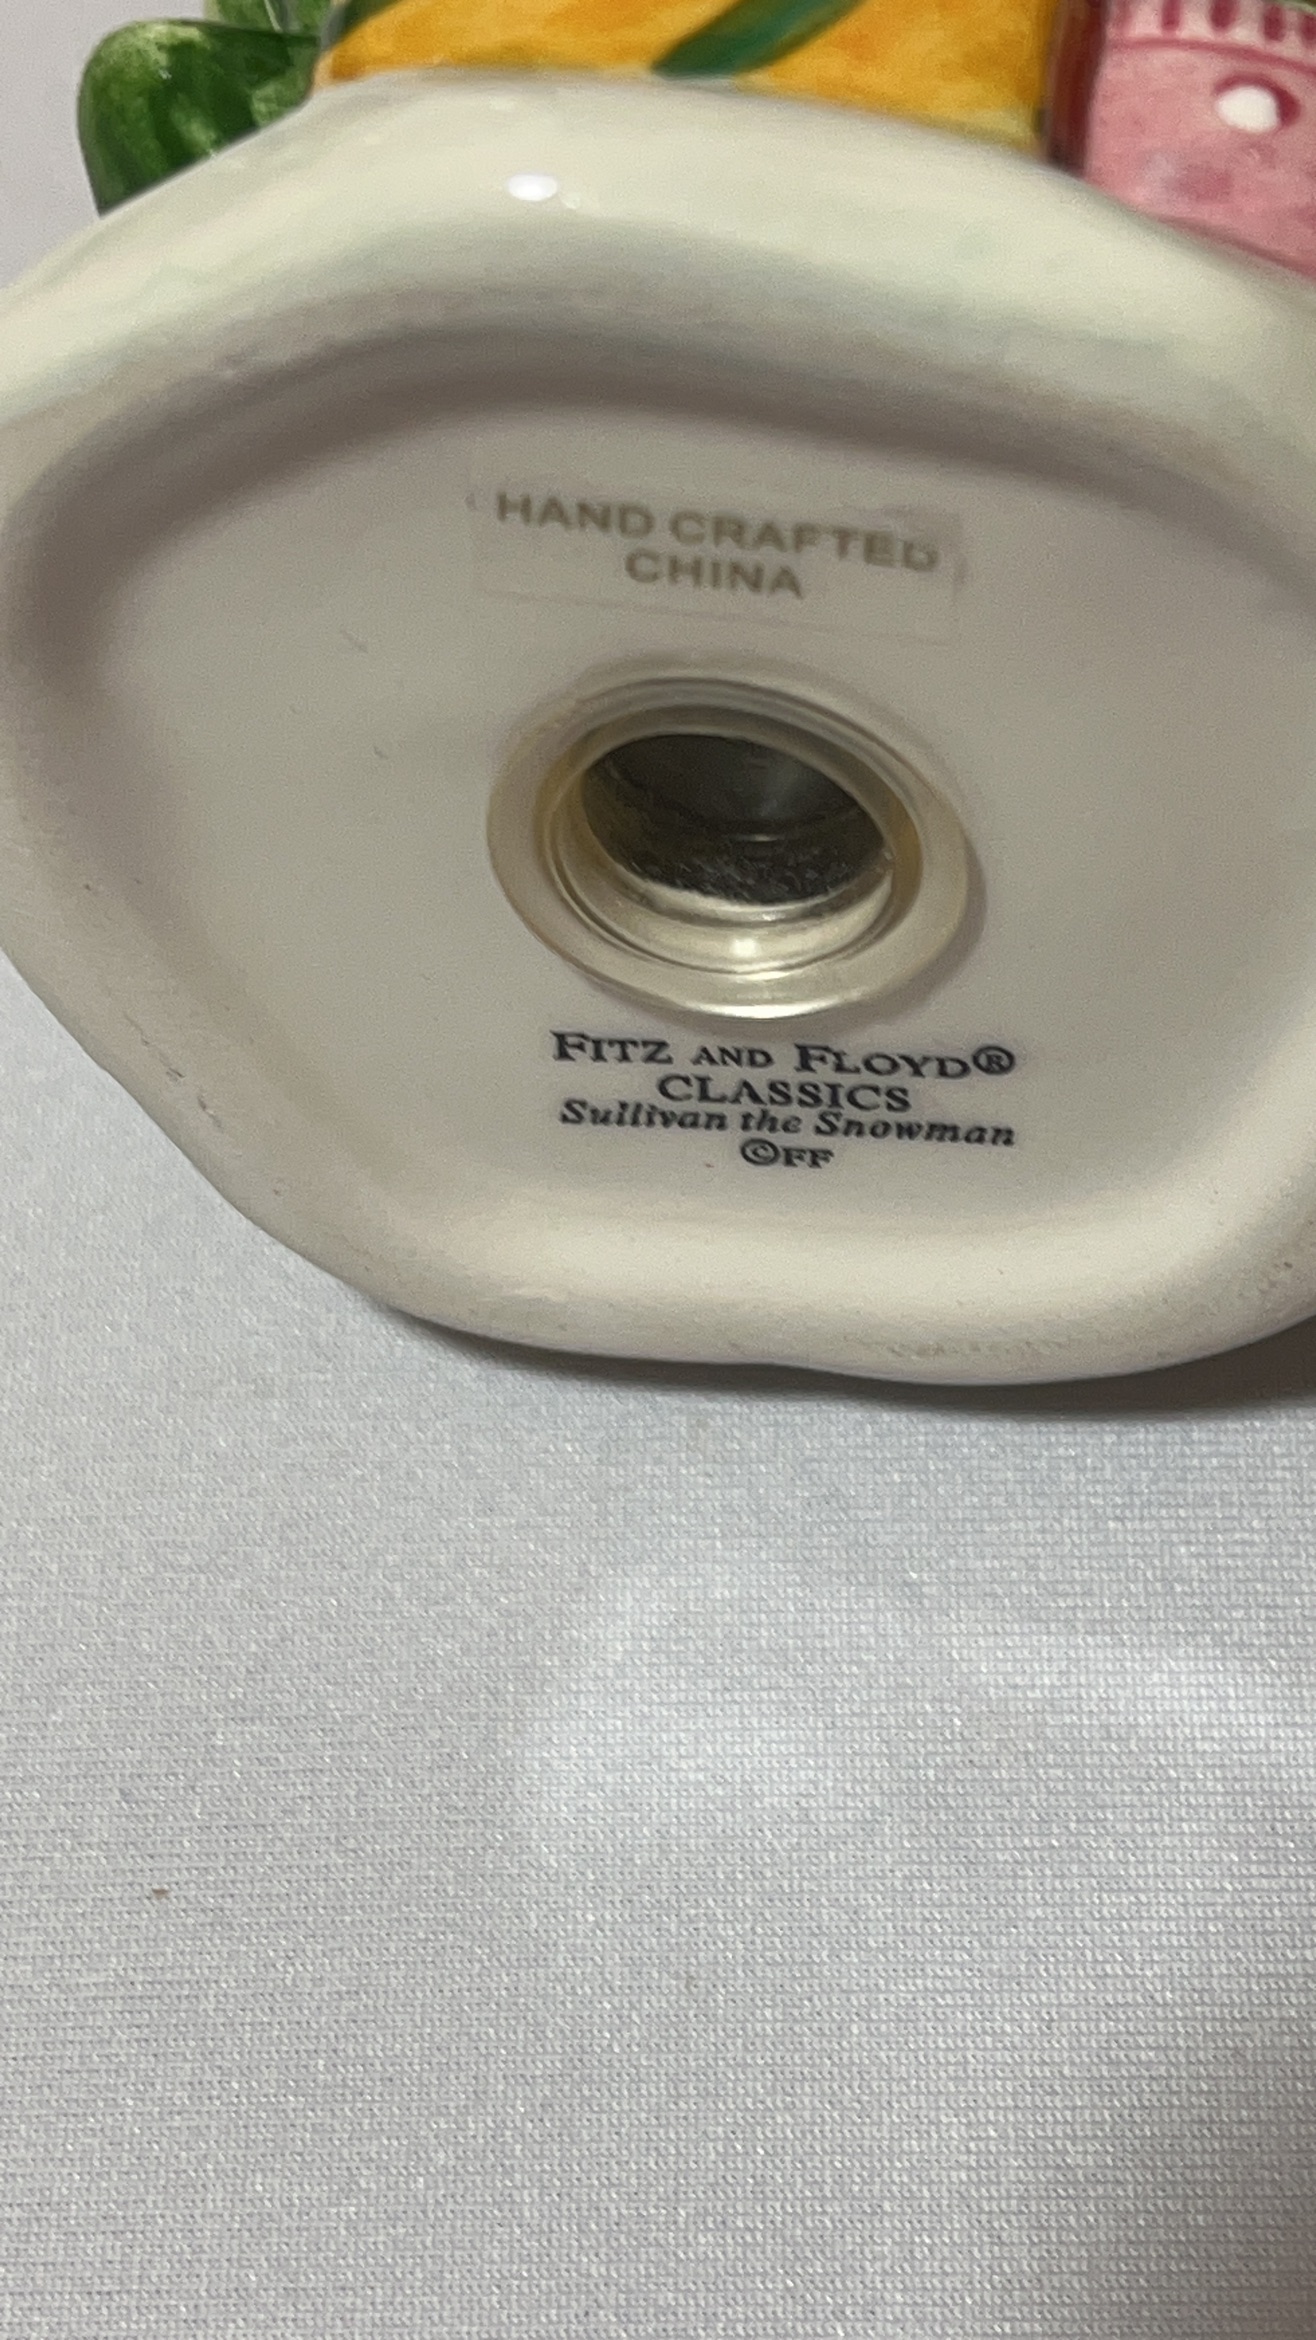 HAND CRAFTED
CHINA
FITZ AND FLOYD®
CLASSICS
Sullivan the Snowman
©FF